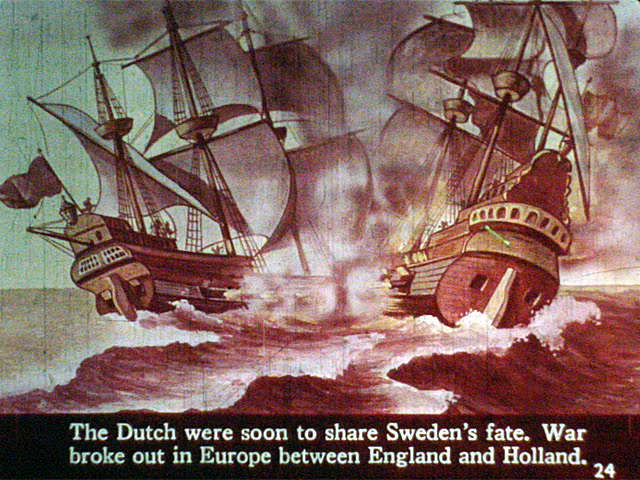 The Dutch were soon to share Sweden's fate. War
broke out in Europe between England and Holland.
24